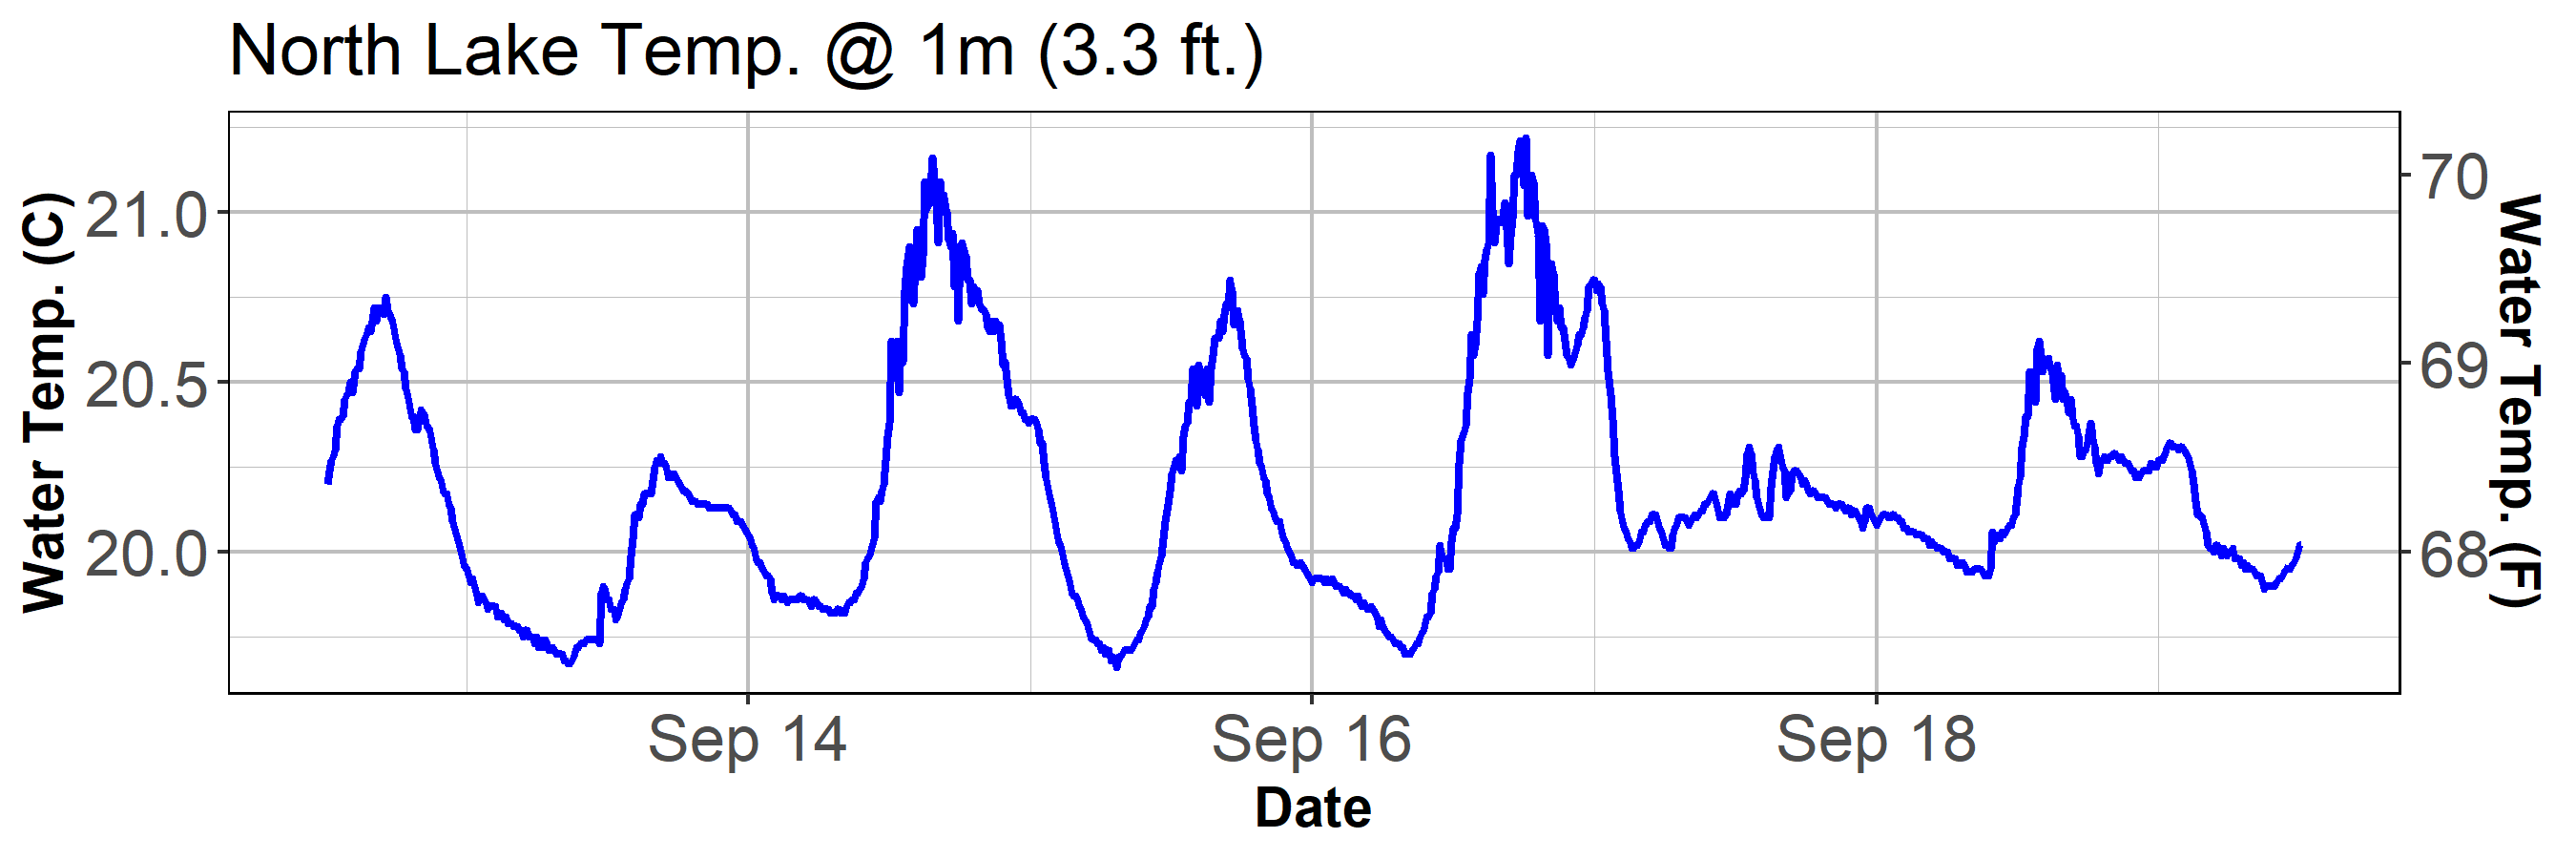 North Lake Temp. @ 1m (3.3 ft.)
Water Temp. (C)
21.0
20.5
20.0
70
69
68
Water Temp. (F)
Sep 14
Sep 16
Sep 18
Date